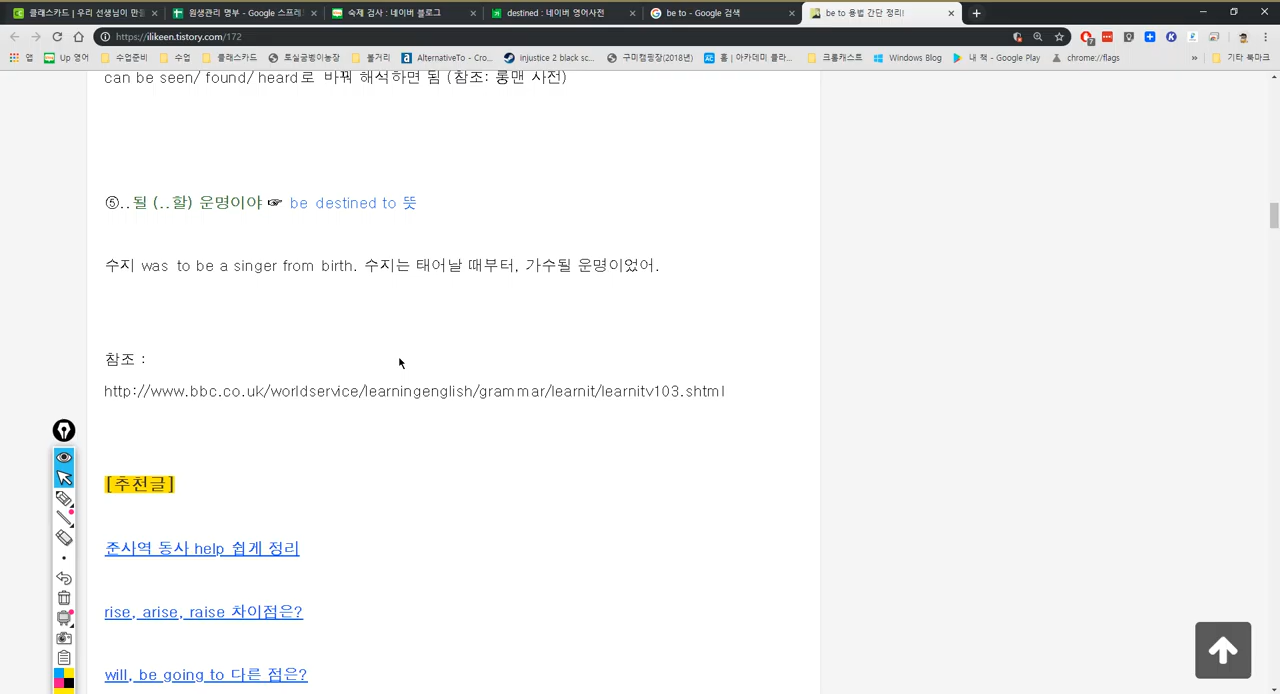 클래스카드 | 우리 선생님이 만든
원생관리 명부 - Google 스프레
숙제 검사 : 네이버 블로그
destined : 네이버 영어사전
be to - Google 검색
be to 용법 간단 정리!
https://ilikeen.tistory.com/172
앱
Up 영어
수업준비
수업
클래스카드
토실궁벵이농장
볼거리
AlternativeTo - Cro...
Injustice 2 black sc...
구미캠핑장(2018년)
홈 | 아카데미 플라...
크롬캐스트
Windows Blog
내 책 - Google Play
chrome://flags
»
기타 북마크
can be seen/ found/ heard로 바꿔 해석하면 됨 (참조: 롱맨 사전)
⑤..될 (..할) 운명이야 ☞ be destined to 뜻
수지 was to be a singer from birth. 수지는 태어날 때부터, 가수될 운명이었어.
참조 :
http://www.bbc.co.uk/worldservice/learningenglish/grammar/learnit/learnitv103.shtml
[추천글]
준사역 동사 help 쉽게 정리
rise, arise, raise 차이점은?
will, be going to 다른 점은?